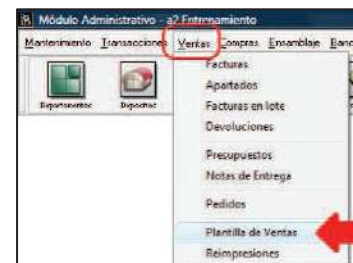 Módulo Administrativo - a2 Entrenamiento
Mantenimiento Transacciones Ventas Compras Ensamblaje Banc
Departamentos Depositos
Facturas
Apartados
Facturas en lote
Devoluciones
Presupuestos
Notas de Entrega
Pedidos
Plantilla de Ventas
Reimpresiones